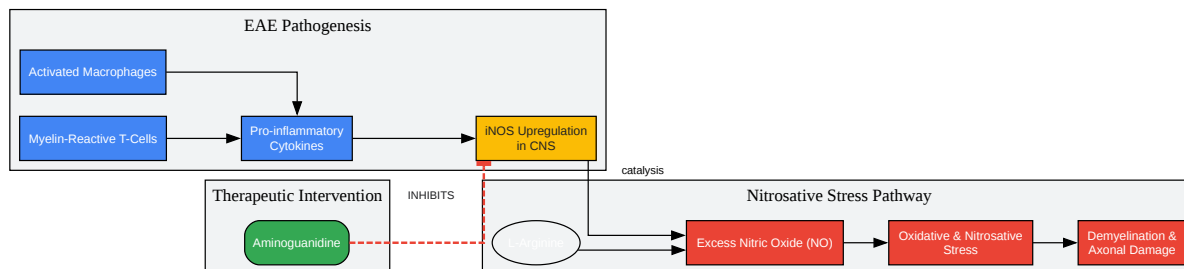 EAE Pathogenesis
Activated Macrophages
Myelin-Reactive T-Cells
Pro-inflammatory
Cytokines
iNOS Upregulation
in CNS
catalysis
Therapeutic Intervention
INHIBITS
Aminoguanidine
Nitrosative Stress Pathway
L-Arginine
Excess Nitric Oxide (NO)
Oxidative & Nitrosative
Stress
Demyelination &
Axonal Damage